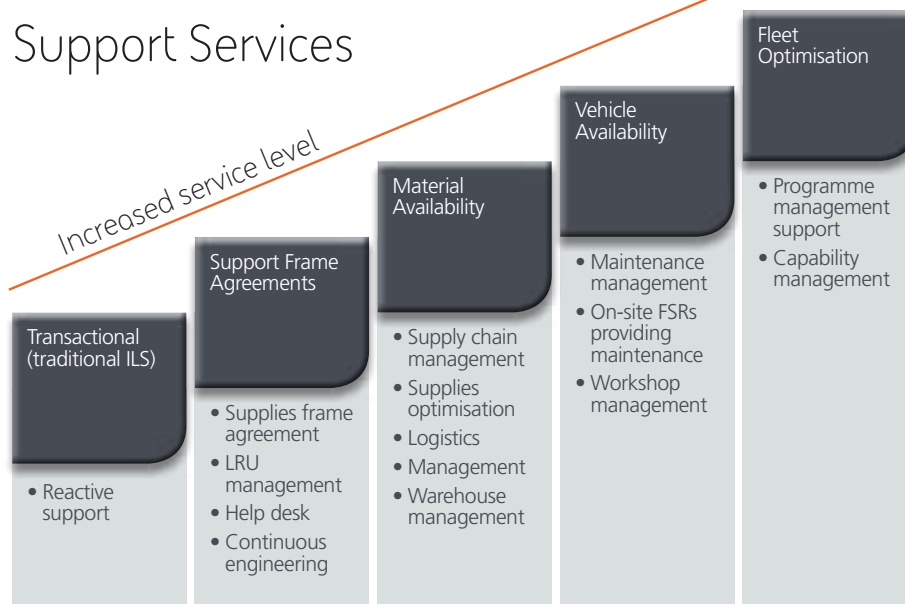 Support Services
Increased service level
Transactional
(traditional ILS)
• Reactive
support
Support Frame
Agreements
• Supplies frame
agreement
• LRU
management
• Help desk
• Continuous
engineering
Material
Availability
• Supply chain
management
• Supplies
optimisation
• Logistics
• Management
• Warehouse
management
Vehicle
Availability
• Maintenance
management
• On-site FSRs
providing
maintenance
• Workshop
management
Fleet
Optimisation
• Programme
management
support
• Capability
management